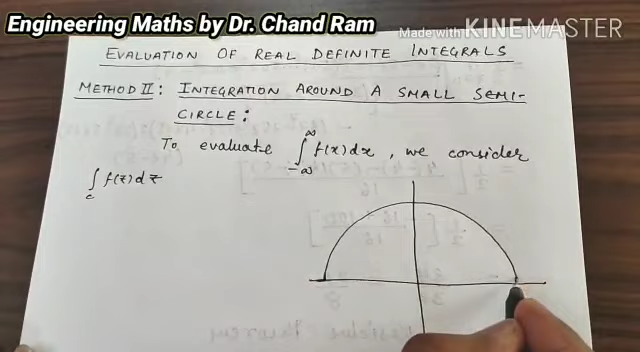 Engineering Maths by Dr. Chand Ram
Made with KINEMASTER
EVALUATION OF REAL DEFINITE INTEGRALS
METHOD II: INTEGRATION AROUND A SMALL SEMI-
CIRCLE:
To evaluate ∫_{-∞}^{∞} f(x)dx, we consider
∫_c f(z)dz